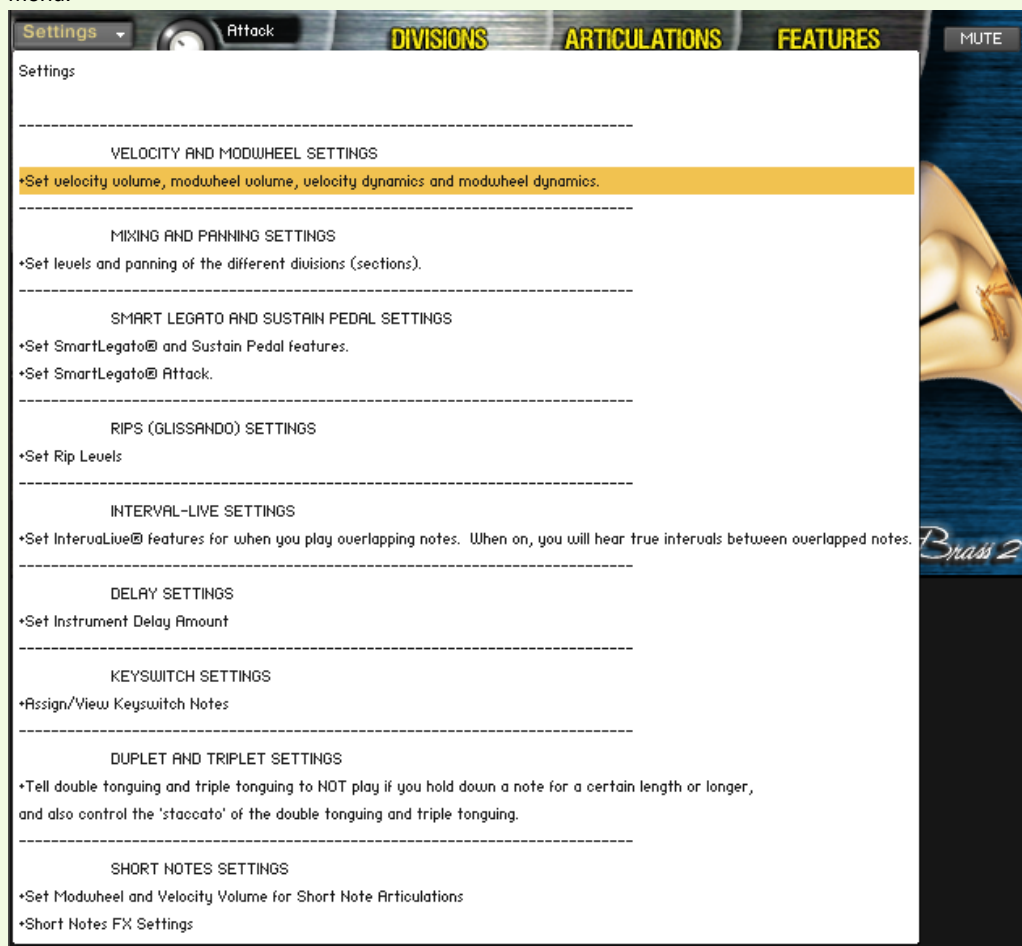 menu.
Settings
Attack
DIVISIONS
ARTICULATIONS
FEATURES
MUTE
Settings
--------------------------------------------------------------------------
VELOCITY AND MODWHEEL SETTINGS
+Set velocity volume, modwheel volume, velocity dynamics and modwheel dynamics.
--------------------------------------------------------------------------
MIXING AND PANNING SETTINGS
+Set levels and panning of the different divisions (sections).
--------------------------------------------------------------------------
SMART LEGATO AND SUSTAIN PEDAL SETTINGS
+Set SmartLegato® and Sustain Pedal features.
+Set SmartLegato® Attack.
--------------------------------------------------------------------------
RIPS (GLISSANDO) SETTINGS
+Set Rip Levels
--------------------------------------------------------------------------
INTERVAL-LIVE SETTINGS
+Set IntervaLive® features for when you play overlapping notes.  When on, you will hear true intervals between overlapped notes.
Brass 2
--------------------------------------------------------------------------
DELAY SETTINGS
+Set Instrument Delay Amount
--------------------------------------------------------------------------
KEYSWITCH SETTINGS
+Assign/View Keyswitch Notes
--------------------------------------------------------------------------
DUPLET AND TRIPLET SETTINGS
+Tell double tonguing and triple tonguing to NOT play if you hold down a note for a certain length or longer,
and also control the 'staccato' of the double tonguing and triple tonguing.
--------------------------------------------------------------------------
SHORT NOTES SETTINGS
+Set Modwheel and Velocity Volume for Short Note Articulations
+Short Notes FX Settings